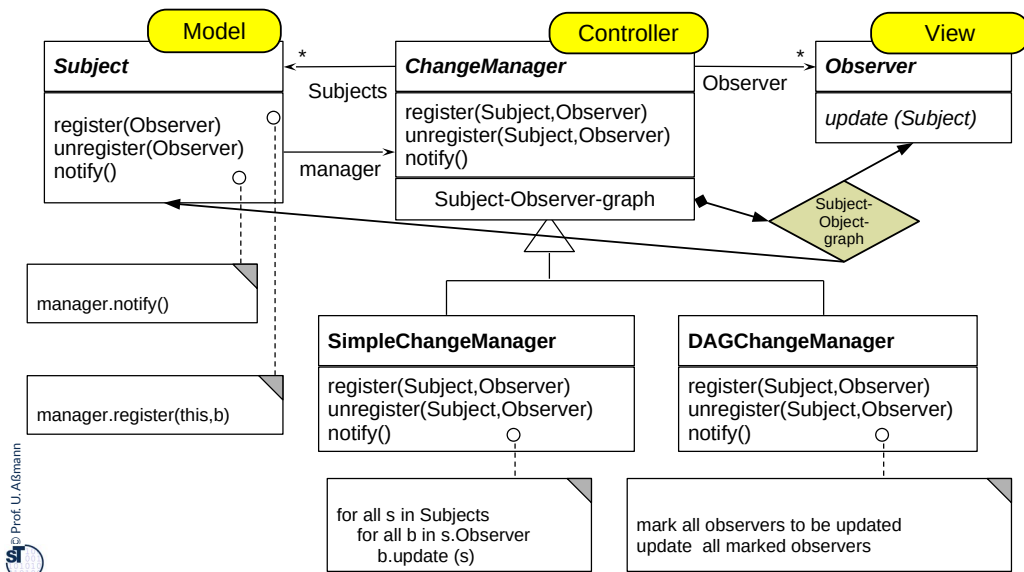 Model
Controller
View
Subject
*
ChangeManager
*
Observer
Subjects
Observer
register(Observer)
unregister(Observer)
notify()
manager
register(Subject,Observer)
unregister(Subject,Observer)
notify()
update (Subject)
Subject-Observer-graph
Subject-
Object-
graph
manager.notify()
SimpleChangeManager
DAGChangeManager
manager.register(this,b)
register(Subject,Observer)
unregister(Subject,Observer)
notify()
register(Subject,Observer)
unregister(Subject,Observer)
notify()
for all s in Subjects
for all b in s.Observer
b.update (s)
mark all observers to be updated
update all marked observers
© Prof. U. Aßmann
ST